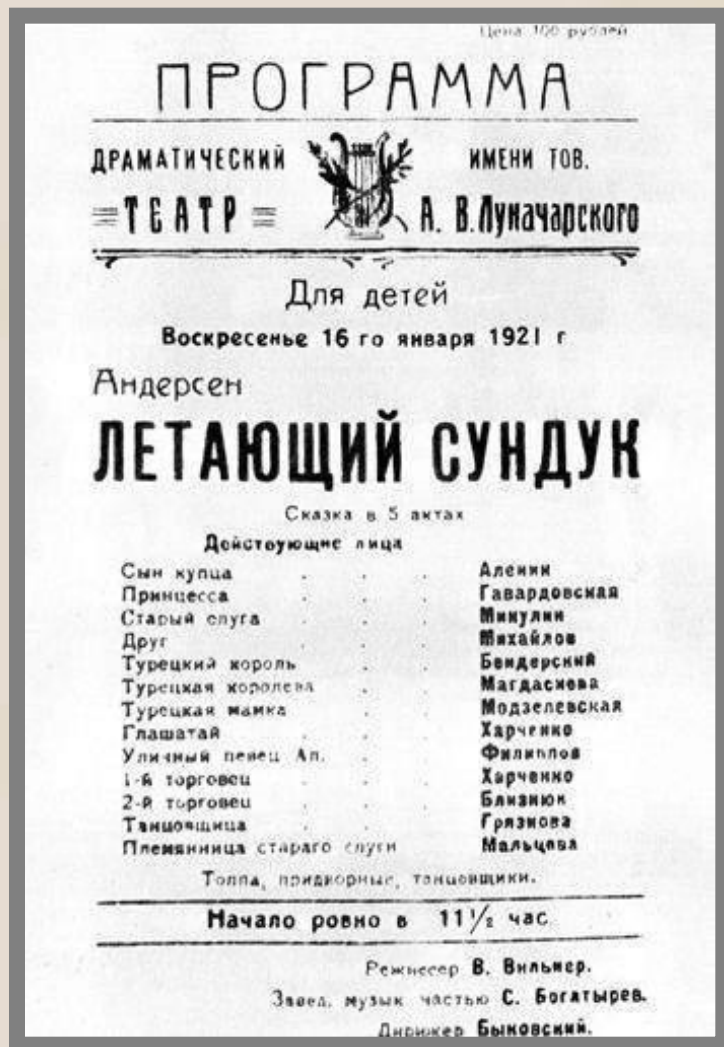 Цена 100 рублей
ПРОГРАММА
ДРАМАТИЧЕСКИЙ ИМЕНИ ТОВ.
ТЕАТР А. В. Луначарского
Для детей
Воскресенье 16 го января 1921 г
Андерсен
ЛЕТАЮЩИЙ СУНДУК
Сказка в 5 актах
Действующие лица
Сын купца . . . Аленин
Принцесса . . . Гавардовская
Старый слуга . . . Микулин
Друг . . . Михайлов
Турецкий король . . Бендерский
Турецкая королева . . Магдасиева
Турецкая мамка . . Модзелевская
Глашатай . . . Харченко
Уличный певец Ал. . . Филиппов
1-й торговец . . . Харченко
2-й торговец . . . Близнюк
Танцовщица . . . Грязнова
Племянница стараго слуги Мальцева
Толпа, придворные, танцовщики.
Начало ровно в 11½ час
Режиссер В. Вильнер.
Завед. музык частью С. Богатырев.
Дирижер Быковский.